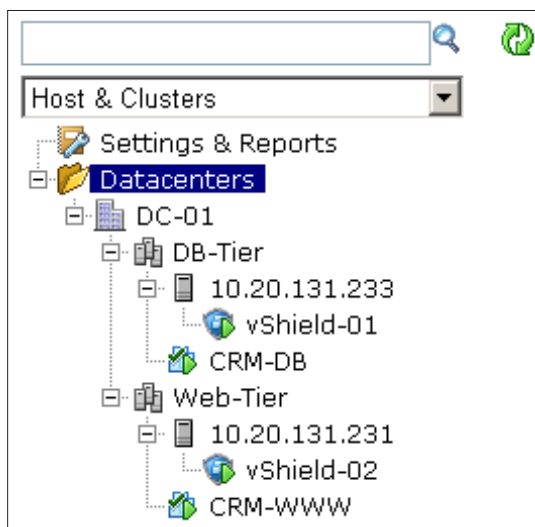 Host & Clusters
Settings & Reports
Datacenters
DC-01
DB-Tier
10.20.131.233
vShield-01
CRM-DB
Web-Tier
10.20.131.231
vShield-02
CRM-WWW